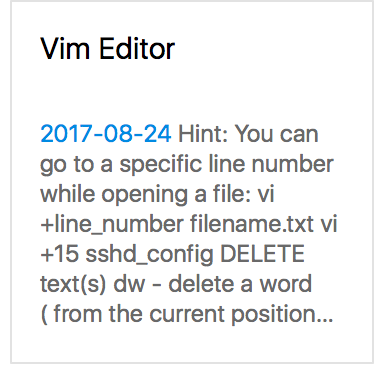 Vim Editor
2017-08-24 Hint: You can
go to a specific line number
while opening a file: vi
+line_number filename.txt vi
+15 sshd_config DELETE
text(s) dw - delete a word
( from the current position...